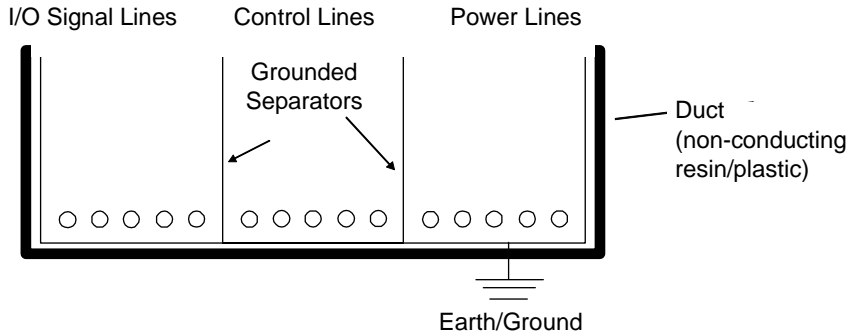 I/O Signal Lines
Control Lines
Power Lines
Grounded
Separators
Duct
(non-conducting
resin/plastic)
Earth/Ground